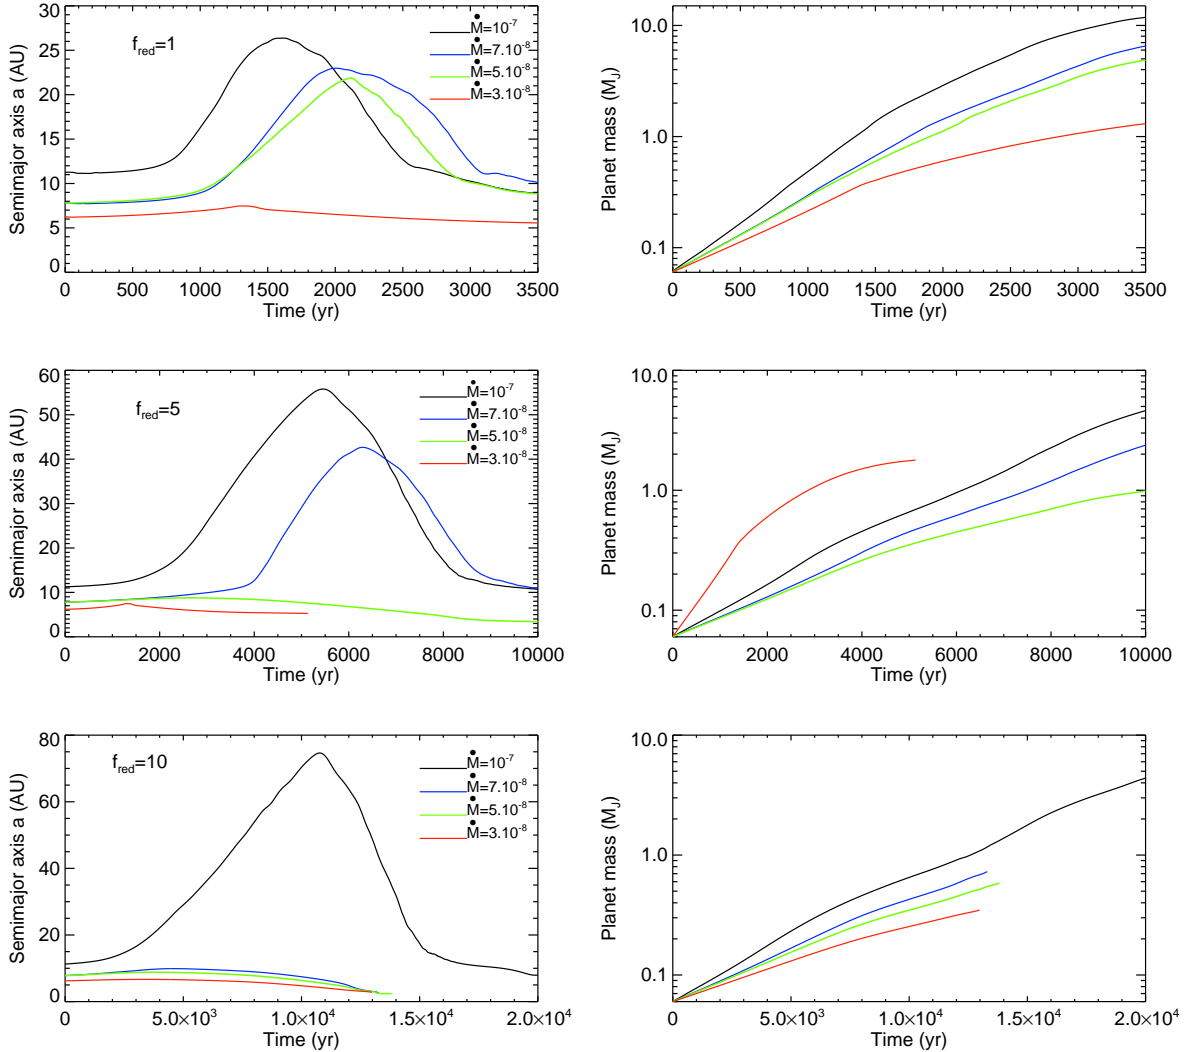 f_red=1
Ṁ=10^-7
Ṁ=7.10^-8
Ṁ=5.10^-8
Ṁ=3.10^-8
Semimajor axis a (AU)
30
25
20
15
10
5
0
0 500 1000 1500 2000 2500 3000 3500
Time (yr)
Planet mass (M_J)
10.0
1.0
0.1
0 500 1000 1500 2000 2500 3000 3500
Time (yr)
f_red=5
Ṁ=10^-7
Ṁ=7.10^-8
Ṁ=5.10^-8
Ṁ=3.10^-8
Semimajor axis a (AU)
60
50
40
30
20
10
0
0 2000 4000 6000 8000 10000
Time (yr)
Planet mass (M_J)
10.0
1.0
0.1
0 2000 4000 6000 8000 10000
Time (yr)
f_red=10
Ṁ=10^-7
Ṁ=7.10^-8
Ṁ=5.10^-8
Ṁ=3.10^-8
Semimajor axis a (AU)
80
60
40
20
0
0 5.0×10^3 1.0×10^4 1.5×10^4 2.0×10^4
Time (yr)
Planet mass (M_J)
10.0
1.0
0.1
0 5.0×10^3 1.0×10^4 1.5×10^4 2.0×10^4
Time (yr)